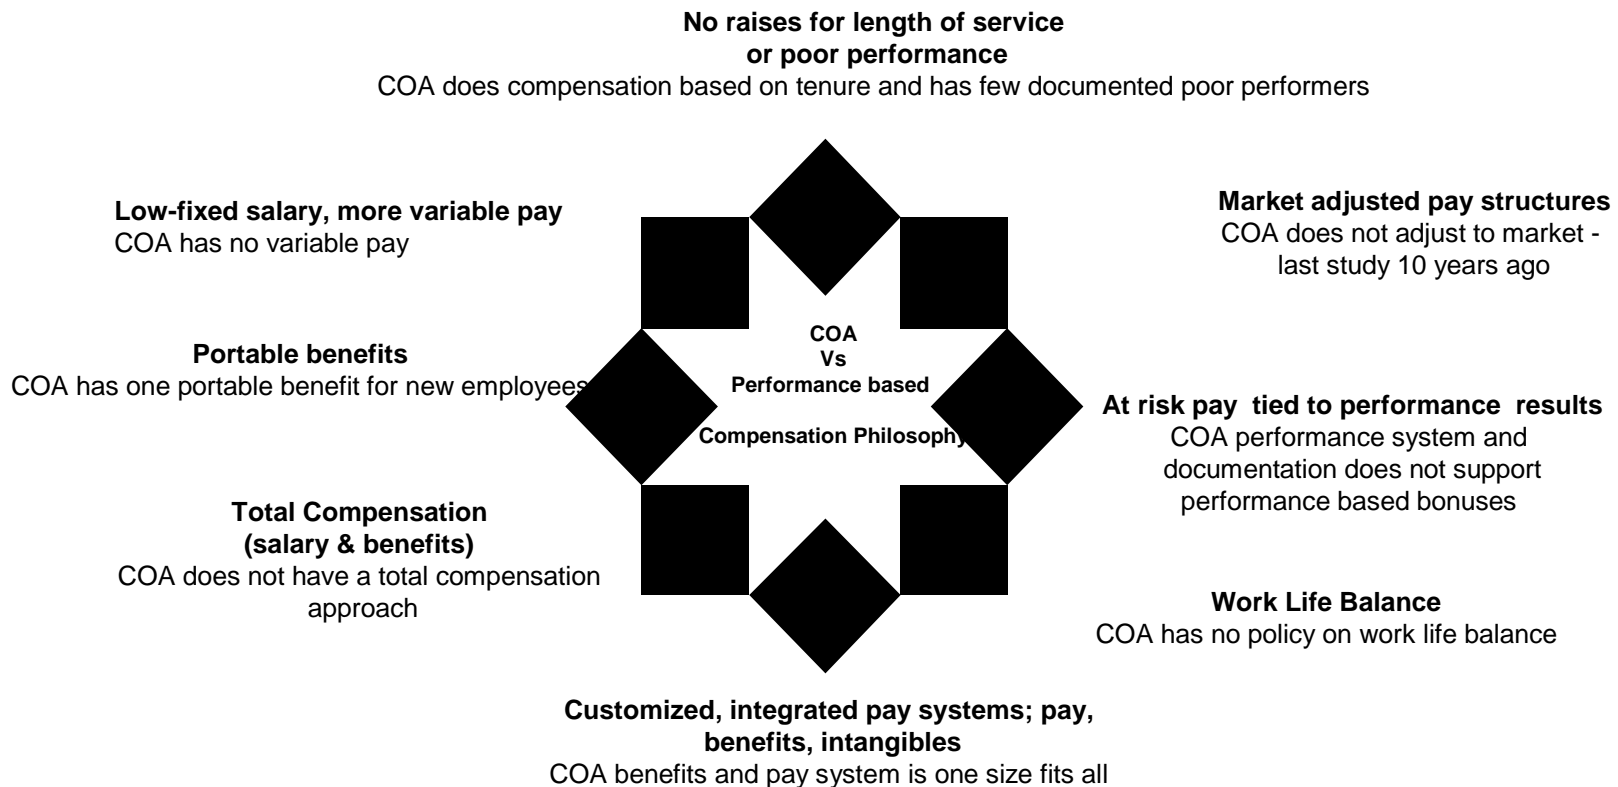 No raises for length of service
or poor performance
COA does compensation based on tenure and has few documented poor performers
Low-fixed salary, more variable pay
COA has no variable pay
Market adjusted pay structures
COA does not adjust to market -
last study 10 years ago
Portable benefits
COA has one portable benefit for new employees
COA
Vs
Performance based
Compensation Philosophy
At risk pay tied to performance results
COA performance system and
documentation does not support
performance based bonuses
Total Compensation
(salary & benefits)
COA does not have a total compensation
approach
Work Life Balance
COA has no policy on work life balance
Customized, integrated pay systems; pay,
benefits, intangibles
COA benefits and pay system is one size fits all